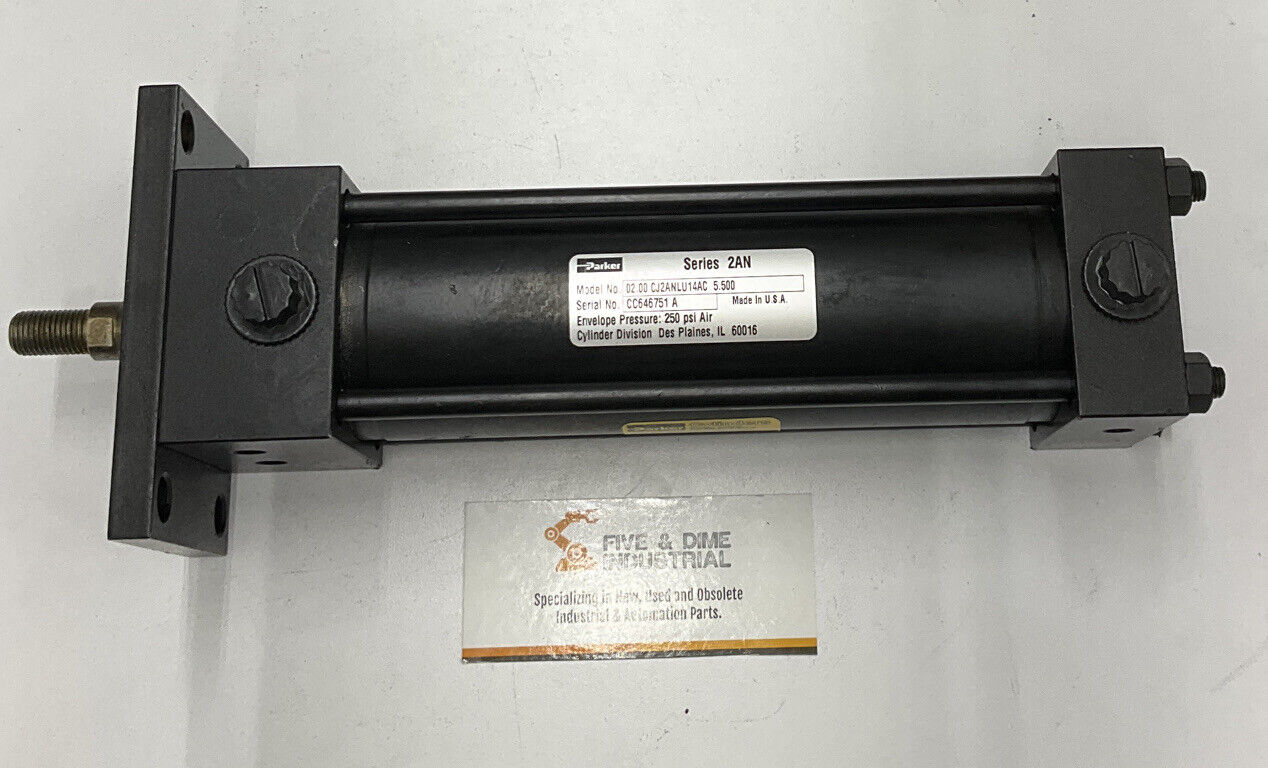 Parker Series 2AN
Model No. 02.00 CJ2ANLU14AC 5.500
Serial No. CC646751 A Made In U.S.A.
Envelope Pressure: 250 psi Air
Cylinder Division Des Plaines, IL 60016
Parker
FIVE & DIME
INDUSTRIAL
Specializing in New, Used and Obsolete
Industrial & Automation Parts.